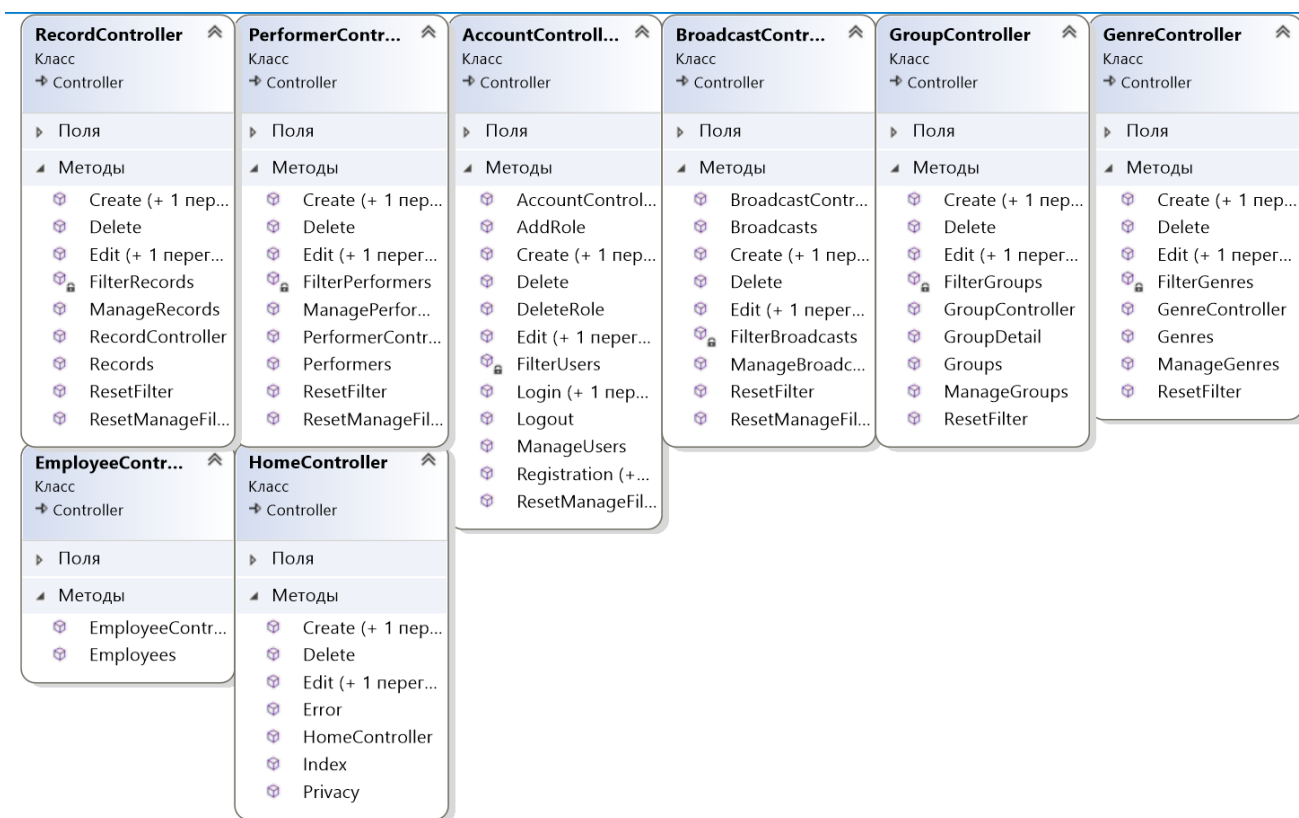 RecordController
Класс
Controller
Поля
Методы
Create (+ 1 пер...
Delete
Edit (+ 1 перег...
FilterRecords
ManageRecords
RecordController
Records
ResetFilter
ResetManageFil...
PerformerContr...
Класс
Controller
Поля
Методы
Create (+ 1 пер...
Delete
Edit (+ 1 перег...
FilterPerformers
ManagePerfor...
PerformerContr...
Performers
ResetFilter
ResetManageFil...
AccountControll...
Класс
Controller
Поля
Методы
AccountControl...
AddRole
Create (+ 1 пер...
Delete
DeleteRole
Edit (+ 1 перег...
FilterUsers
Login (+ 1 пер...
Logout
ManageUsers
Registration (+...
ResetManageFil...
BroadcastContr...
Класс
Controller
Поля
Методы
BroadcastContr...
Broadcasts
Create (+ 1 пер...
Delete
Edit (+ 1 перег...
FilterBroadcasts
ManageBroadc...
ResetFilter
ResetManageFil...
GroupController
Класс
Controller
Поля
Методы
Create (+ 1 пер...
Delete
Edit (+ 1 перег...
FilterGroups
GroupController
GroupDetail
Groups
ManageGroups
ResetFilter
GenreController
Класс
Controller
Поля
Методы
Create (+ 1 пер...
Delete
Edit (+ 1 перег...
FilterGenres
GenreController
Genres
ManageGenres
ResetFilter
EmployeeContr...
Класс
Controller
Поля
Методы
EmployeeContr...
Employees
HomeController
Класс
Controller
Поля
Методы
Create (+ 1 пер...
Delete
Edit (+ 1 перег...
Error
HomeController
Index
Privacy